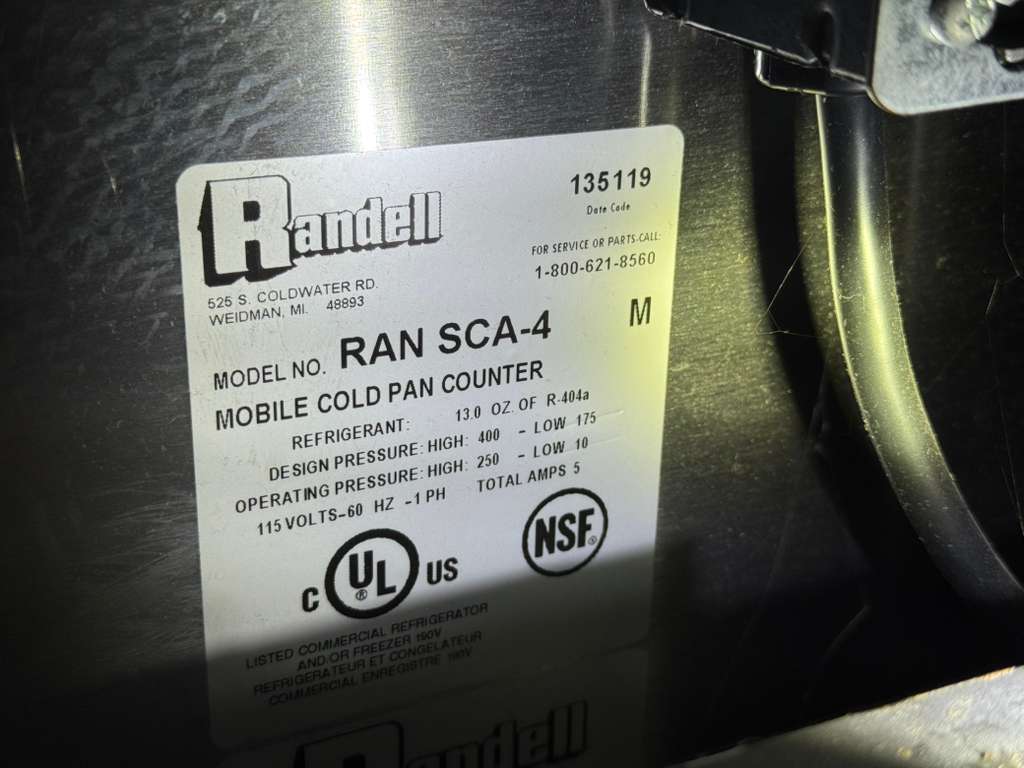 Randell
135119
Date Code
FOR SERVICE OR PARTS-CALL:
1-800-621-8560
525 S. COLDWATER RD.
WEIDMAN, MI. 48893
M
MODEL NO. RAN SCA-4
MOBILE COLD PAN COUNTER
REFRIGERANT: 13.0 OZ. OF R-404a
DESIGN PRESSURE: HIGH: 400 - LOW 175
OPERATING PRESSURE: HIGH: 250 - LOW 10
115 VOLTS-60 HZ -1 PH TOTAL AMPS 5
C UL ® US
NSF ®
LISTED COMMERCIAL REFRIGERATOR
AND/OR FREEZER 190V
REFRIGERATEUR ET CONGELATEUR
COMMERCIAL ENREGISTRE 190V
Randell